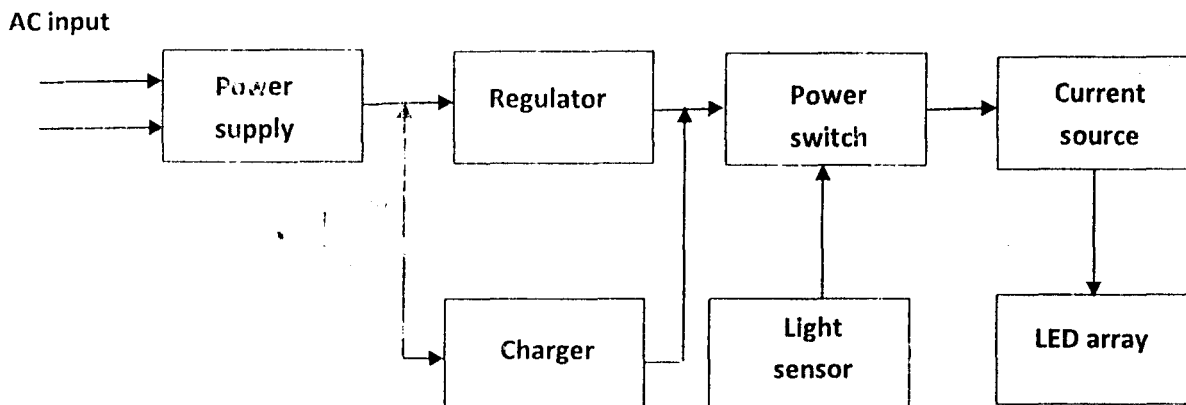 AC input
Power
supply
Regulator
Power
switch
Current
source
Charger
Light
sensor
LED array